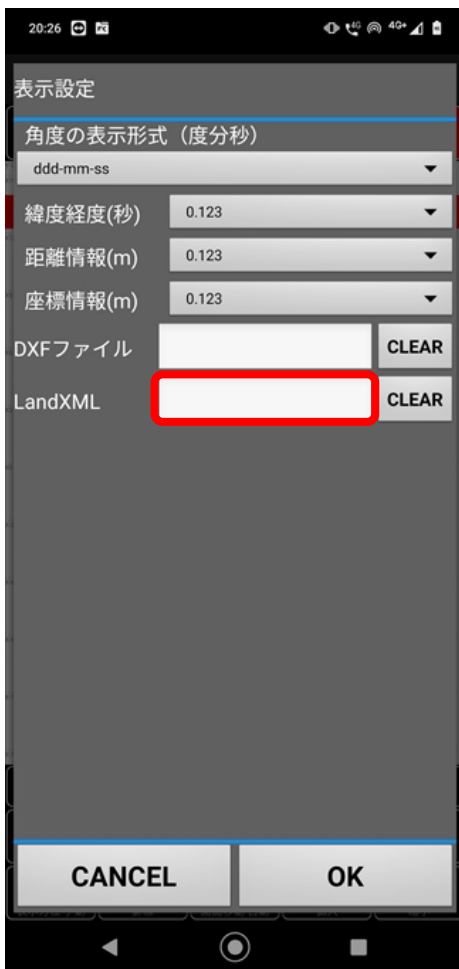 20:26 4G 4G+
表示設定
角度の表示形式（度分秒）
ddd-mm-ss
緯度経度(秒) 0.123
距離情報(m) 0.123
座標情報(m) 0.123
DXFファイル CLEAR
LandXML CLEAR
CANCEL OK